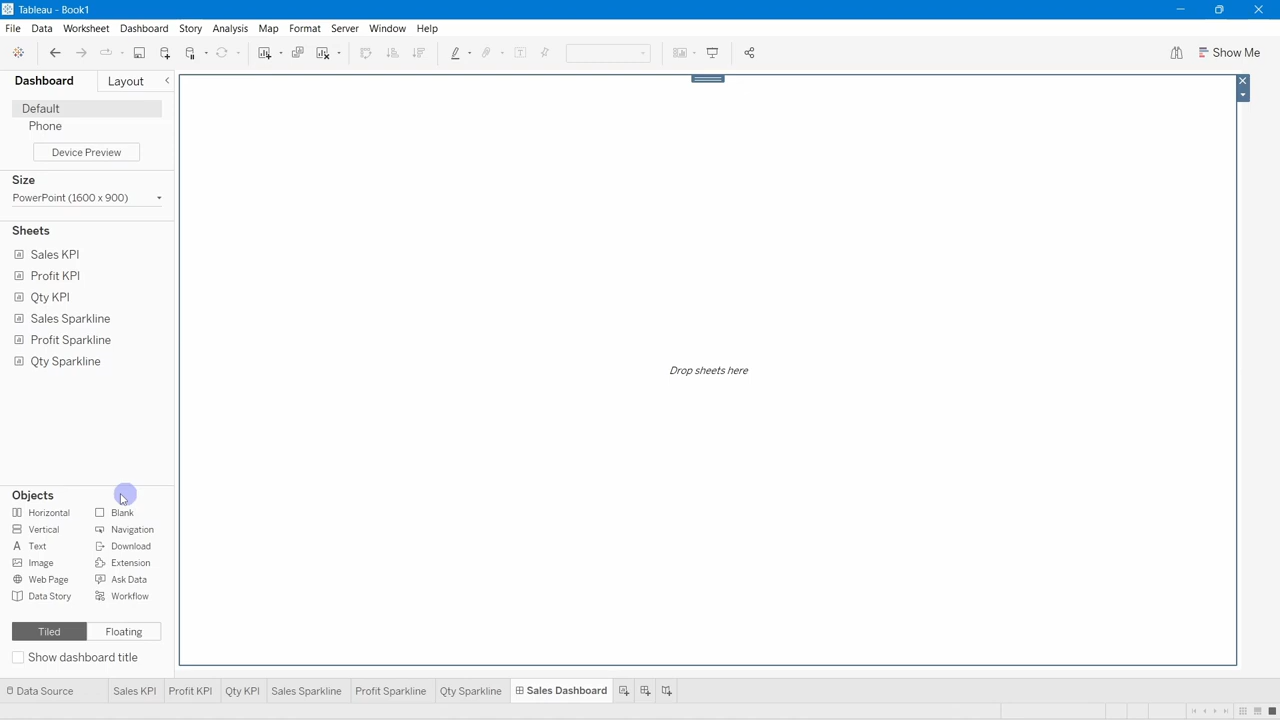 Tableau - Book1
File Data Worksheet Dashboard Story Analysis Map Format Server Window Help
Show Me
Dashboard Layout
Default
Phone
Device Preview
Size
PowerPoint (1600 x 900)
Sheets
Sales KPI
Profit KPI
Qty KPI
Sales Sparkline
Profit Sparkline
Qty Sparkline
Drop sheets here
Objects
Horizontal Blank
Vertical Navigation
Text Download
Image Extension
Web Page Ask Data
Data Story Workflow
Tiled Floating
Show dashboard title
Data Source Sales KPI Profit KPI Qty KPI Sales Sparkline Profit Sparkline Qty Sparkline Sales Dashboard